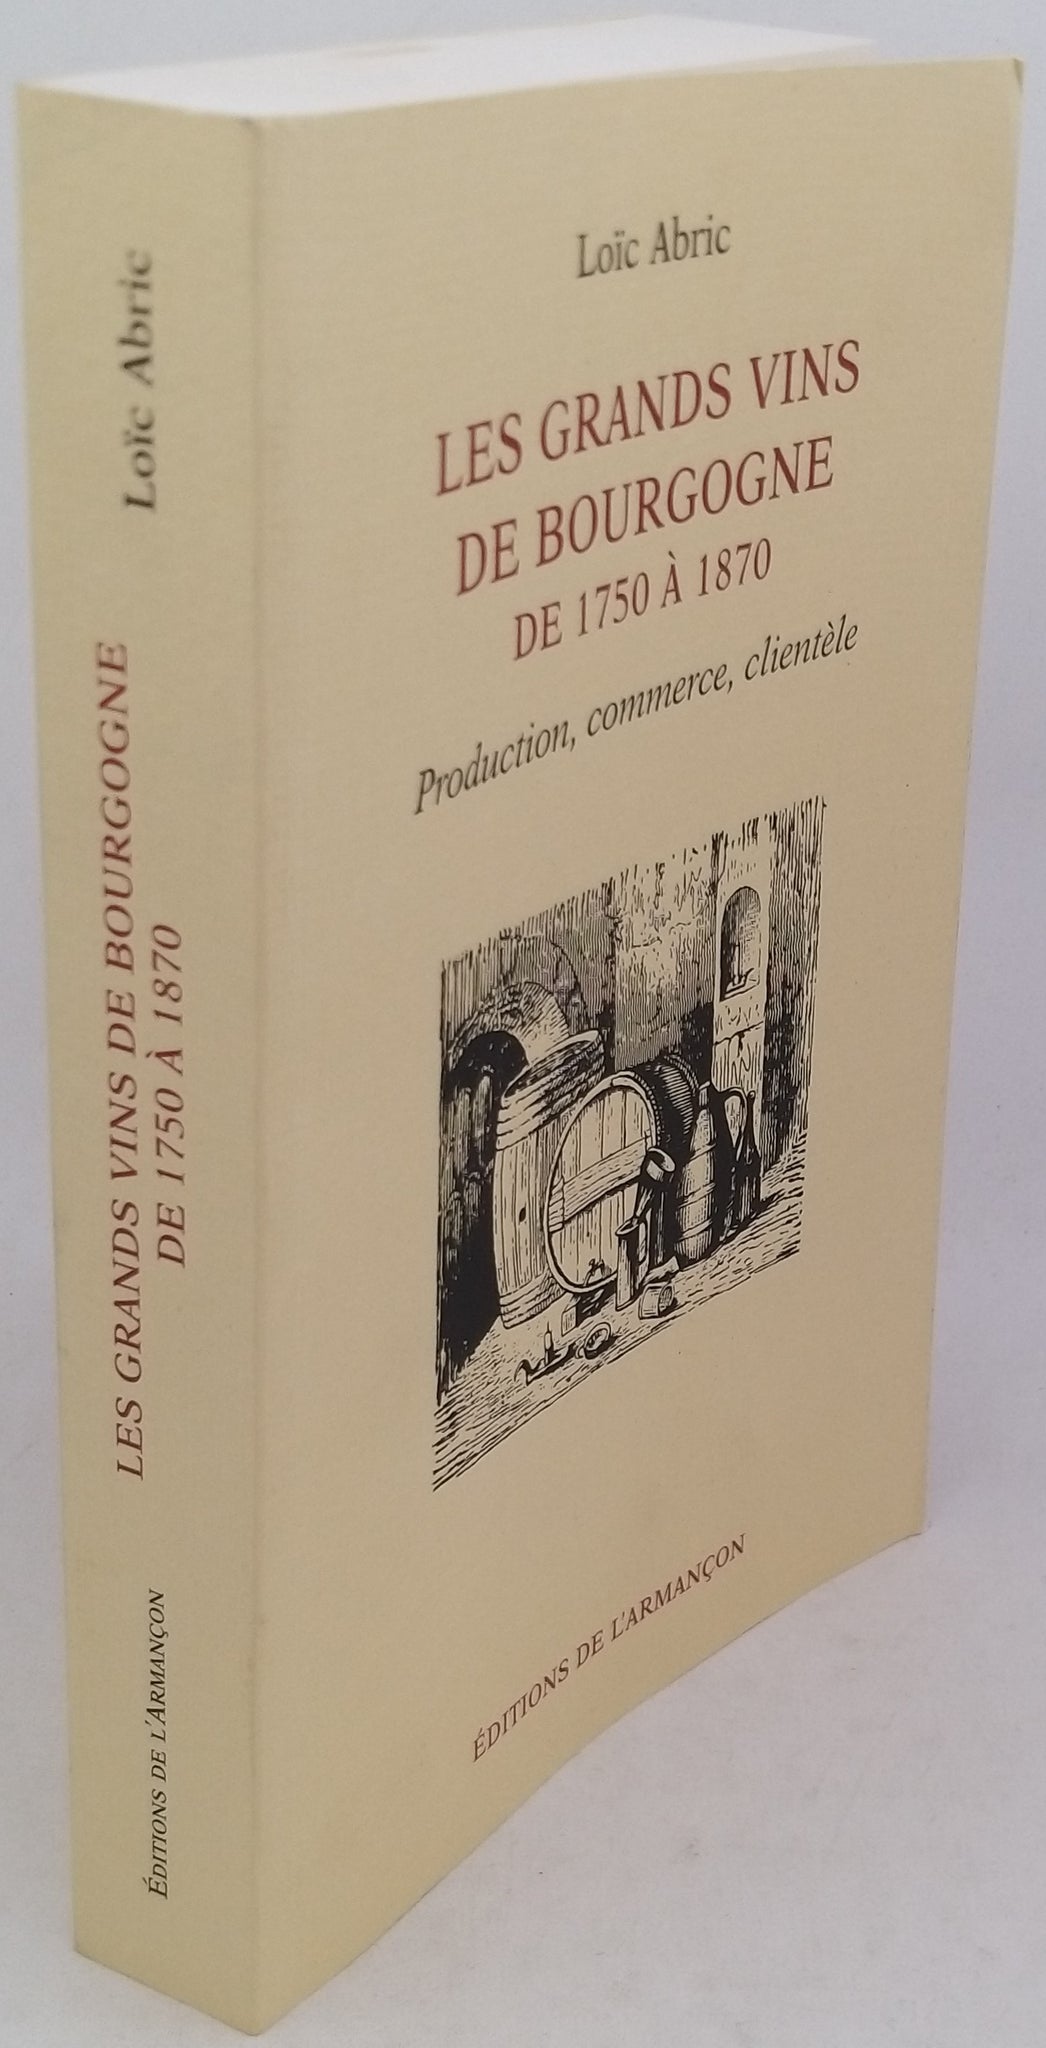 Loïc Abric
LES GRANDS VINS DE BOURGOGNE
DE 1750 À 1870
ÉDITIONS DE L'ARMANÇON
Loïc Abric
LES GRANDS VINS
DE BOURGOGNE
DE 1750 À 1870
Production, commerce, clientèle
ÉDITIONS DE L'ARMANÇON